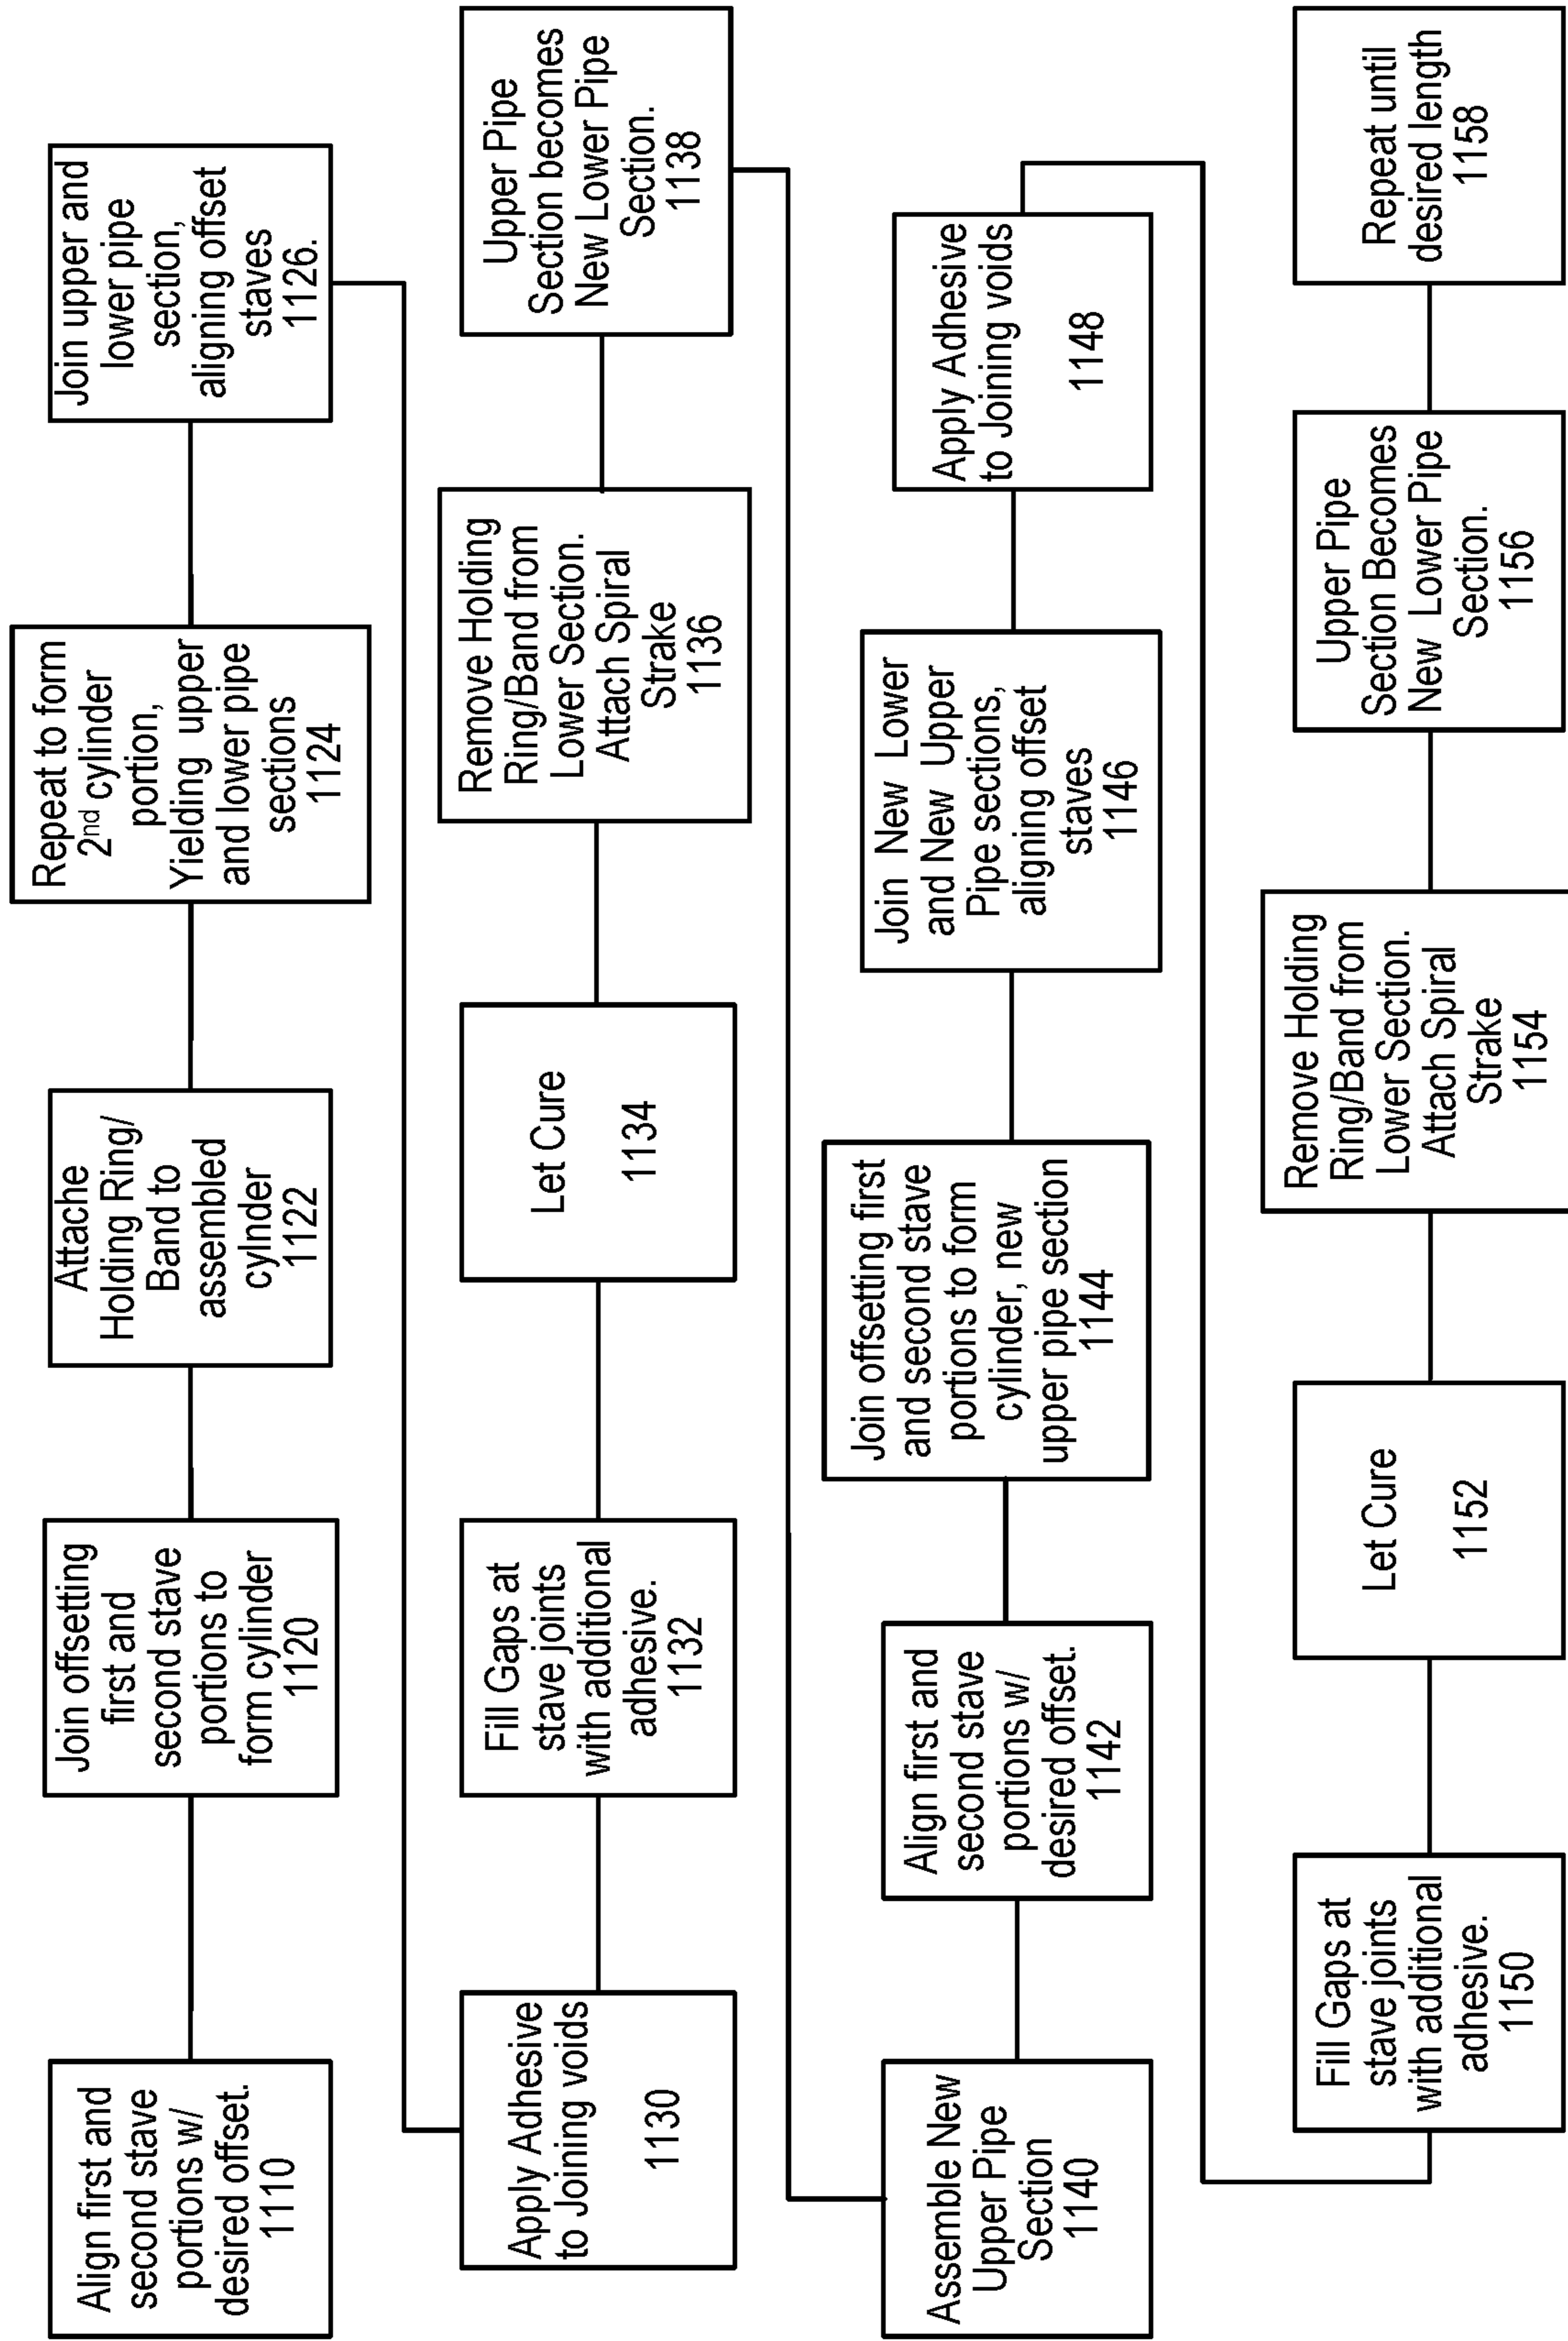 Align first and
second stave
portions w/
desired offset.
1110
Join offsetting
first and
second stave
portions to
form cylinder
1120
Attache
Holding Ring/
Band to
assembled
cylnder
1122
Repeat to form
2nd cylinder
portion,
Yielding upper
and lower pipe
sections
1124
Join upper and
lower pipe
section,
aligning offset
staves
1126.
Apply Adhesive
to Joining voids
1130
Fill Gaps at
stave joints
with additional
adhesive.
1132
Let Cure
1134
Remove Holding
Ring/Band from
Lower Section.
Attach Spiral
Strake
1136
Upper Pipe
Section becomes
New Lower Pipe
Section.
1138
Assemble New
Upper Pipe
Section
1140
Align first and
second stave
portions w/
desired offset.
1142
Join offsetting first
and second stave
portions to form
cylinder, new
upper pipe section
1144
Join New Lower
and New Upper
Pipe sections,
aligning offset
staves
1146
Apply Adhesive
to Joining voids
1148
Fill Gaps at
stave joints
with additional
adhesive.
1150
Let Cure
1152
Remove Holding
Ring/Band from
Lower Section.
Attach Spiral
Strake
1154
Upper Pipe
Section Becomes
New Lower Pipe
Section.
1156
Repeat until
desired length
1158